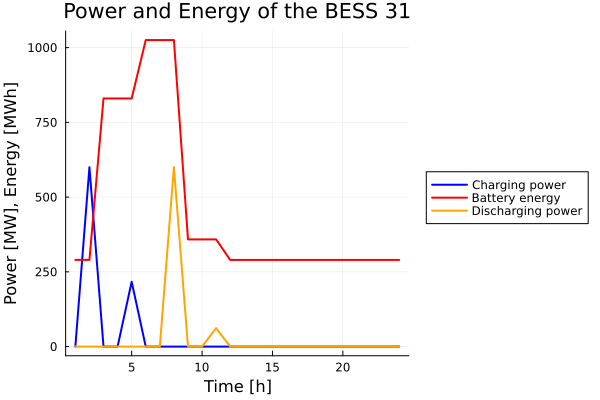 Power and Energy of the BESS 31
Power [MW], Energy [MWh]
1000
750
500
250
0
5
10
15
20
Time [h]
Charging power
Battery energy
Discharging power